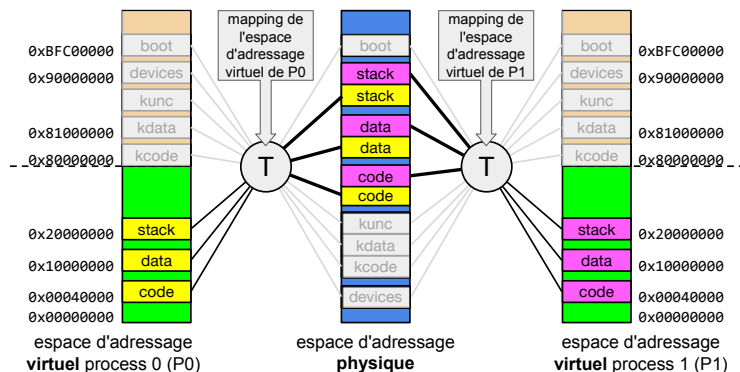 mapping de
l'espace
d'adressage
virtuel de P0
mapping de
l'espace
d'adressage
virtuel de P1
0xBFC00000
0x90000000
0x81000000
0x80000000
0x20000000
0x10000000
0x00040000
0x00000000
boot
devices
kunc
kdata
kcode
stack
data
code
T
boot
stack
stack
data
data
code
code
kunc
kdata
kcode
devices
T
boot
devices
kunc
kdata
kcode
stack
data
code
0xBFC00000
0x90000000
0x81000000
0x80000000
0x20000000
0x10000000
0x00040000
0x00000000
espace d'adressage
virtuel process 0 (P0)
espace d'adressage
physique
espace d'adressage
virtuel process 1 (P1)